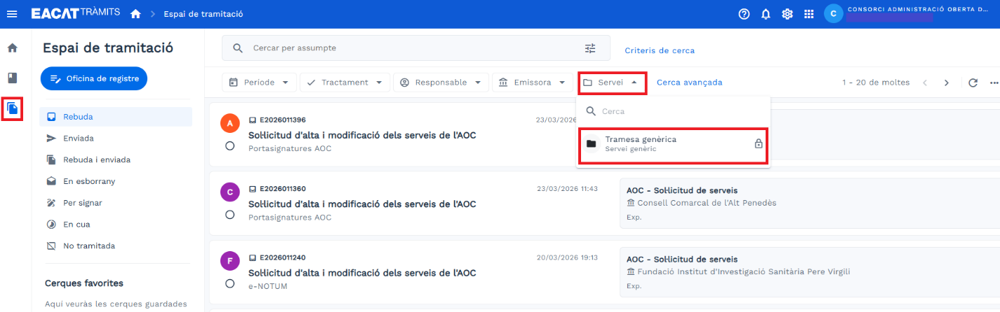 EACAT TRÀMITS
Espai de tramitació
C
CONSORCI ADMINISTRACIÓ OBERTA D...
Espai de tramitació
Oficina de registre
Rebuda
Enviada
Rebuda i enviada
En esborrany
Per signar
En cua
No tramitada
Cerques favorites
Aquí veuràs les cerques guardades
Cercar per assumpte
Criteris de cerca
Període
Tractament
Responsable
Emissora
Servei
Cerca avançada
1 - 20 de moltes
Cerca
Tramesa genèrica
Servei genèric
A
E2026011396
23/03/2026
Sol·licitud d'alta i modificació dels serveis de l'AOC
Portasignatures AOC
C
E2026011360
23/03/2026 11:43
Sol·licitud d'alta i modificació dels serveis de l'AOC
Portasignatures AOC
AOC - Sol·licitud de serveis
Consell Comarcal de l'Alt Penedès
Exp.
F
E2026011240
20/03/2026 19:13
Sol·licitud d'alta i modificació dels serveis de l'AOC
e-NOTUM
AOC - Sol·licitud de serveis
Fundació Institut d'Investigació Sanitària Pere Virgili
Exp.